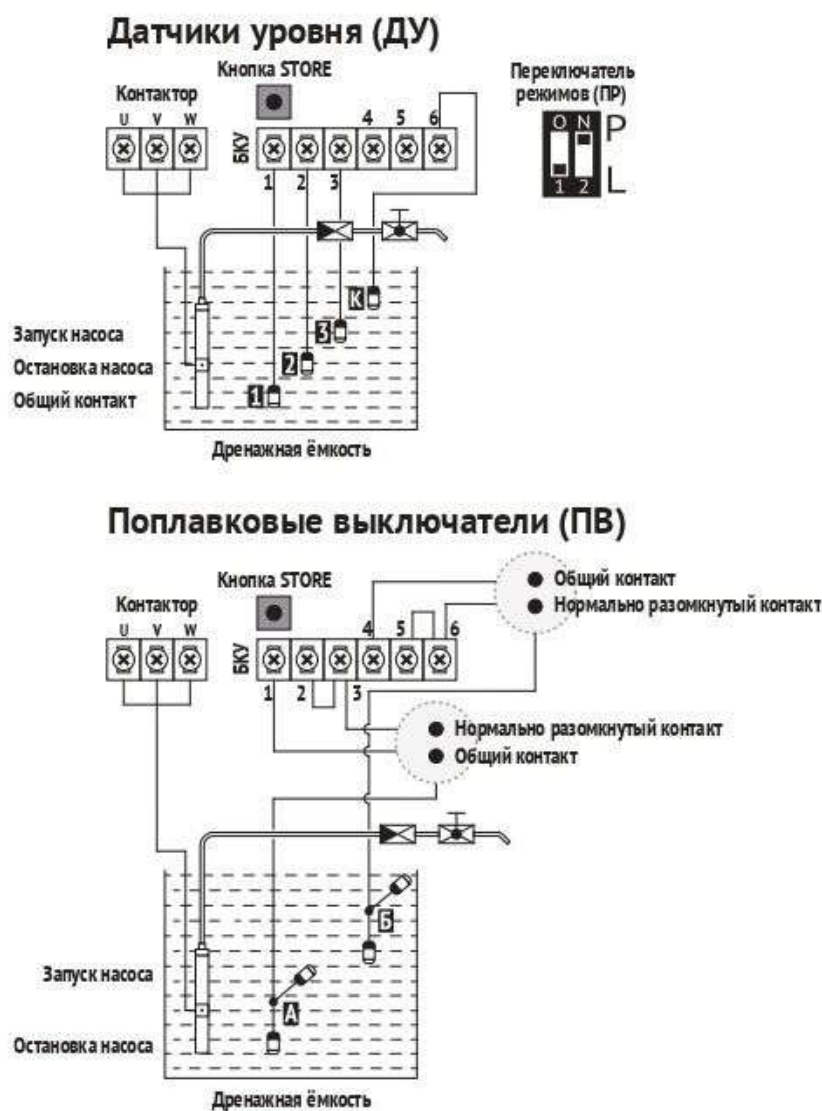 Датчики уровня (ДУ)
Кнопка STORE
Переключатель
режимов (ПР)
Контактор
U V W
БКУ
4 5 6
1 2 3
O N
1 2
P
L
K
3
2
1
Запуск насоса
Остановка насоса
Общий контакт
Дренажная ёмкость
Поплавковые выключатели (ПВ)
Кнопка STORE
Общий контакт
Нормально разомкнутый контакт
Контактор
U V W
БКУ
4 5 6
1 2 3
Нормально разомкнутый контакт
Общий контакт
Б
А
Запуск насоса
Остановка насоса
Дренажная ёмкость